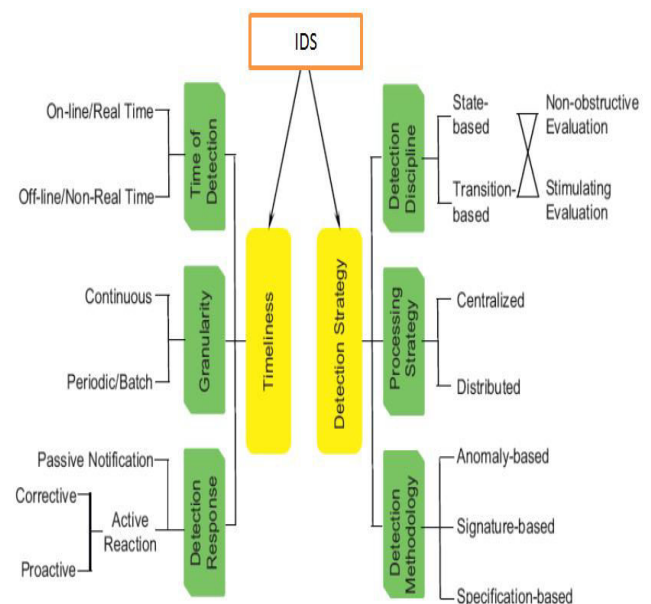 IDS
On-line/Real Time
Off-line/Non-Real Time
Time of
Detection
Continuous
Periodic/Batch
Granularity
Passive Notification
Corrective
Active
Reaction
Proactive
Detection
Response
Timeliness
Detection Strategy
Detection
Discipline
State-
based
Transition-
based
Non-obstructive
Evaluation
Stimulating
Evaluation
Processing
Strategy
Centralized
Distributed
Detection
Methodology
Anomaly-based
Signature-based
Specification-based